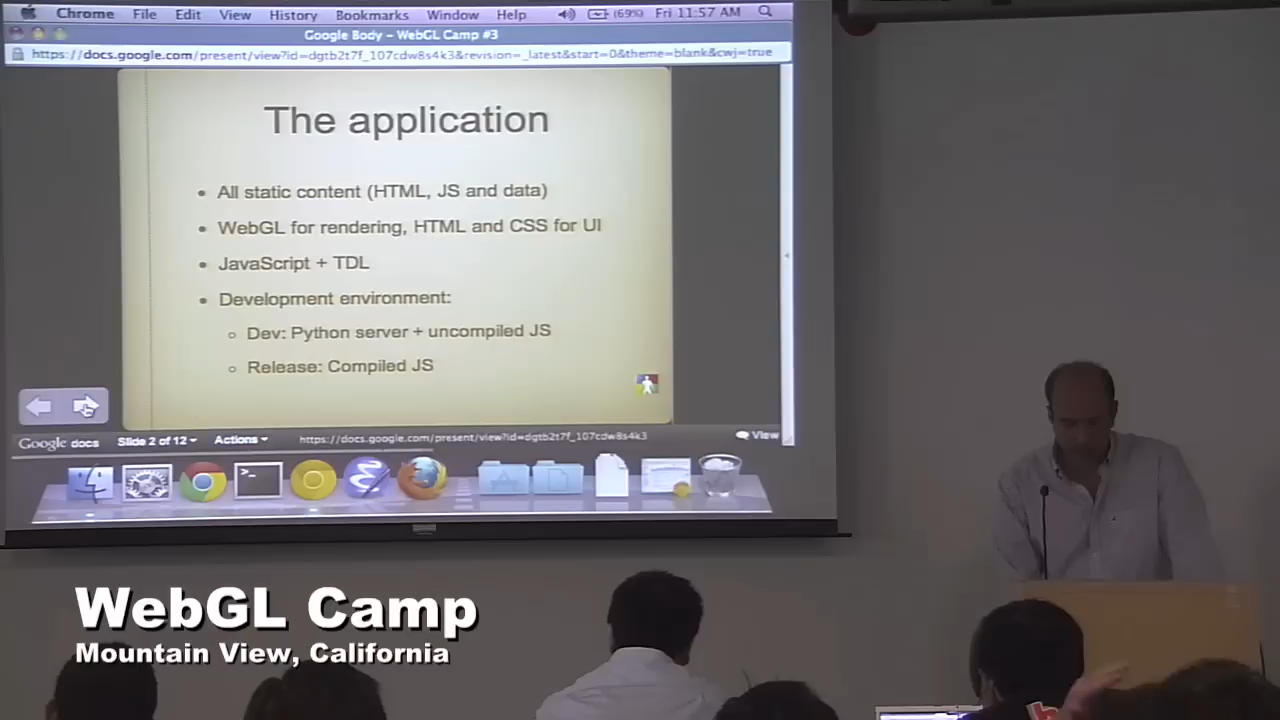 Chrome File Edit View History Bookmarks Window Help (69%) Fri 11:57 AM
Google Body – WebGL Camp #3
https://docs.google.com/present/view?id=dgtb2t7f_107cdw8s4k3&revision=_latest&start=0&theme=blank&cwj=true
The application
• All static content (HTML, JS and data)
• WebGL for rendering, HTML and CSS for UI
• JavaScript + TDL
• Development environment:
○ Dev: Python server + uncompiled JS
○ Release: Compiled JS
Google docs Slide 2 of 12 Actions https://docs.google.com/present/view?id=dgtb2t7f_107cdw8s4k3 View
WebGL Camp
Mountain View, California